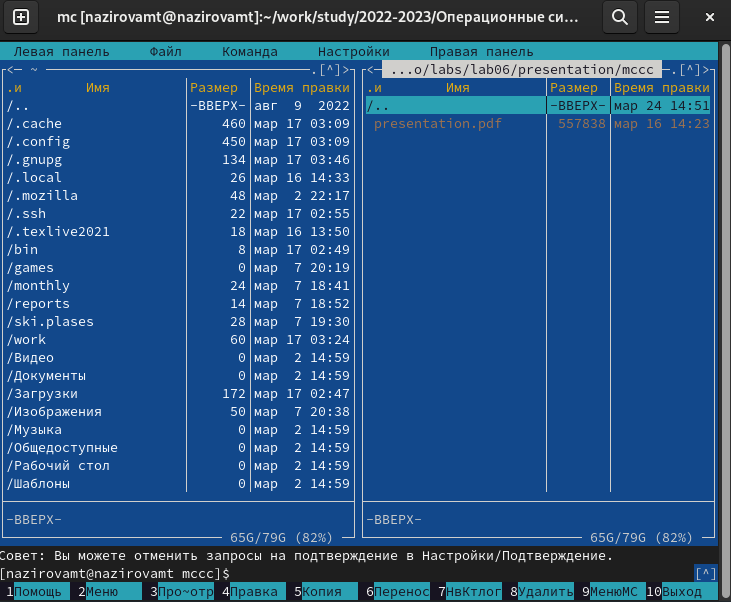 mc [nazirovamt@nazirovamt]:~/work/study/2022-2023/Операционные си...
Левая панель Файл Команда Настройки Правая панель
<— ~ .[^]> <— ...o/labs/lab06/presentation/mccc .[^]>
.и Имя Размер Время правки .и Имя Размер Время правки
/.. -ВВЕРХ- авг 9 2022 /.. -ВВЕРХ- мар 24 14:51
/.cache 460 мар 17 03:09 presentation.pdf 557838 мар 16 14:23
/.config 450 мар 17 03:09
/.gnupg 134 мар 17 03:46
/.local 26 мар 16 14:33
/.mozilla 48 мар 2 22:17
/.ssh 22 мар 17 02:55
/.texlive2021 18 мар 16 13:50
/bin 8 мар 17 02:49
/games 0 мар 7 20:19
/monthly 24 мар 7 18:41
/reports 14 мар 7 18:52
/ski.plases 28 мар 7 19:30
/work 60 мар 17 03:24
/Видео 0 мар 2 14:59
/Документы 0 мар 2 14:59
/Загрузки 172 мар 17 02:47
/Изображения 50 мар 7 20:38
/Музыка 0 мар 2 14:59
/Общедоступные 0 мар 2 14:59
/Рабочий стол 0 мар 2 14:59
/Шаблоны 0 мар 2 14:59
-ВВЕРХ- -ВВЕРХ-
65G/79G (82%) 65G/79G (82%)
Совет: Вы можете отменить запросы на подтверждение в Настройки/Подтверждение.
[nazirovamt@nazirovamt mccc]$ [^]
1Помощь 2Меню 3Про~отр 4Правка 5Копия 6Перенос 7НвКтлог 8Удалить 9МенюMC 10Выход